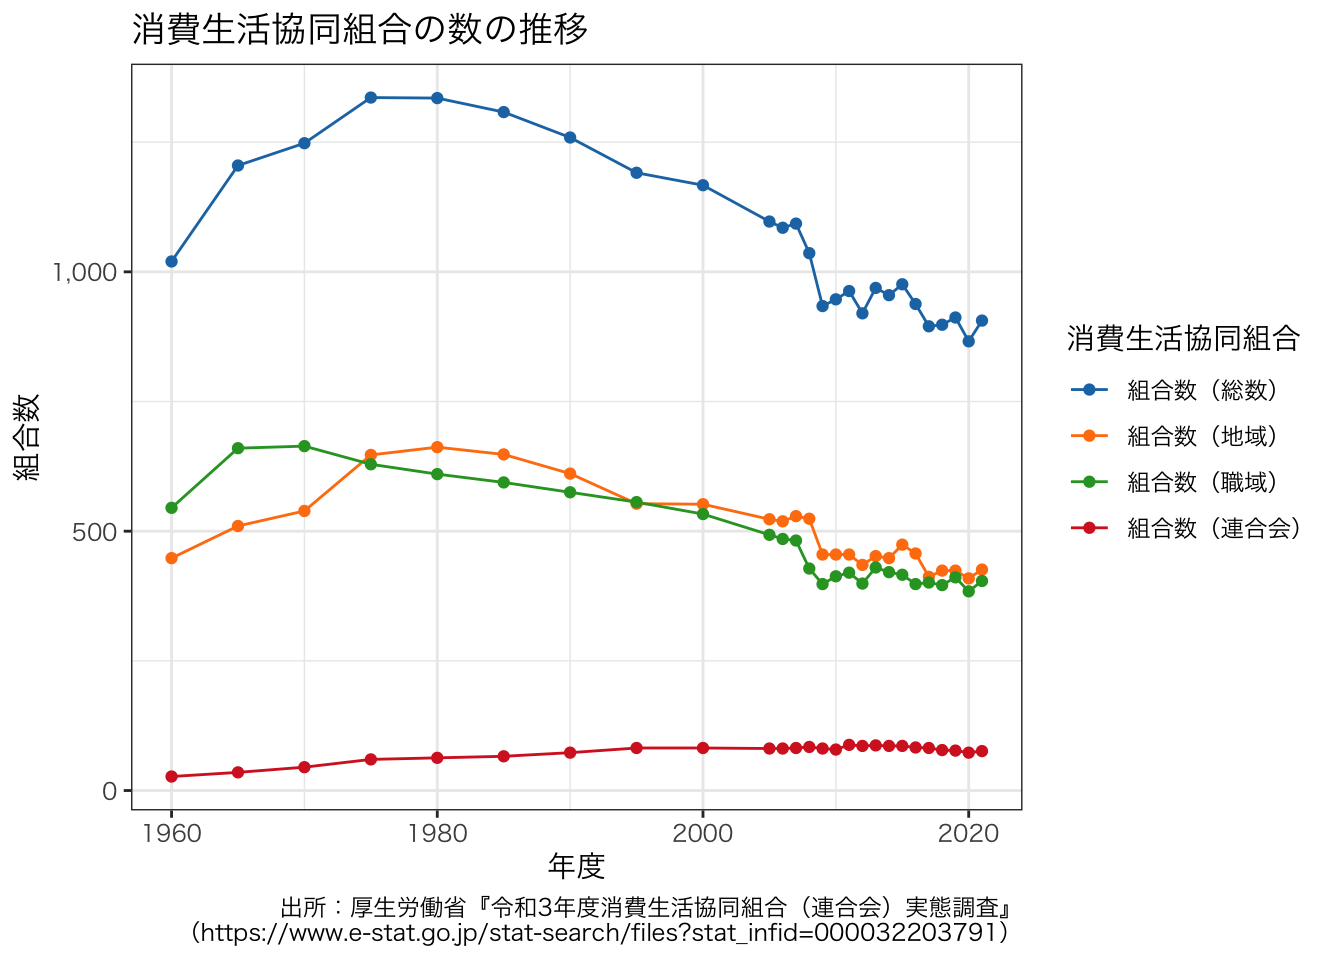 消費生活協同組合の数の推移
1,000
500
0
組合数
1960
1980
2000
2020
年度
消費生活協同組合
組合数（総数）
組合数（地域）
組合数（職域）
組合数（連合会）
出所：厚生労働省『令和3年度消費生活協同組合（連合会）実態調査』
（https://www.e-stat.go.jp/stat-search/files?stat_infid=000032203791）